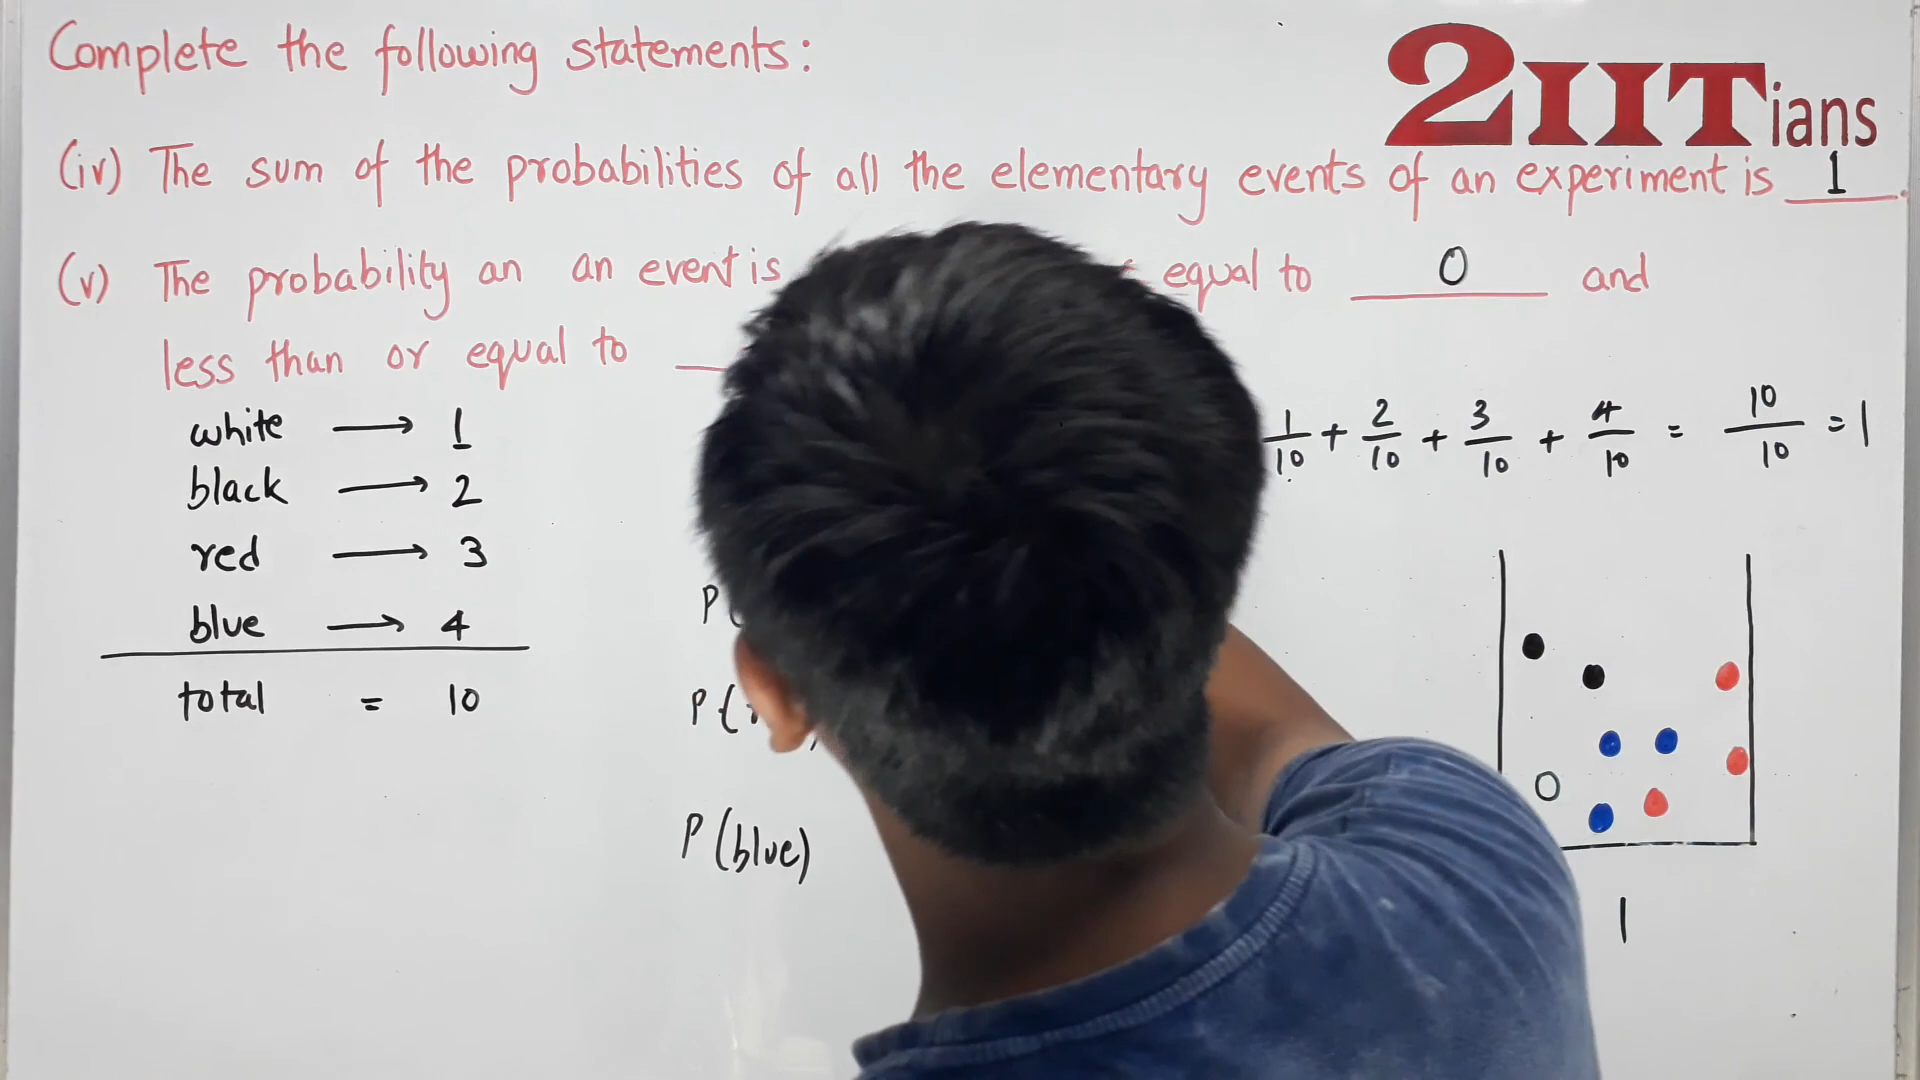 Complete the following statements:
2IITians
(iv) The sum of the probabilities of all the elementary events of an experiment is 1.
(v) The probability an an event is equal to 0 and
less than or equal to
white → 1
1/10 + 2/10 + 3/10 + 4/10 = 10/10 = 1
black → 2
red → 3
blue → 4
total = 10
P(
P(
P(blue)
1